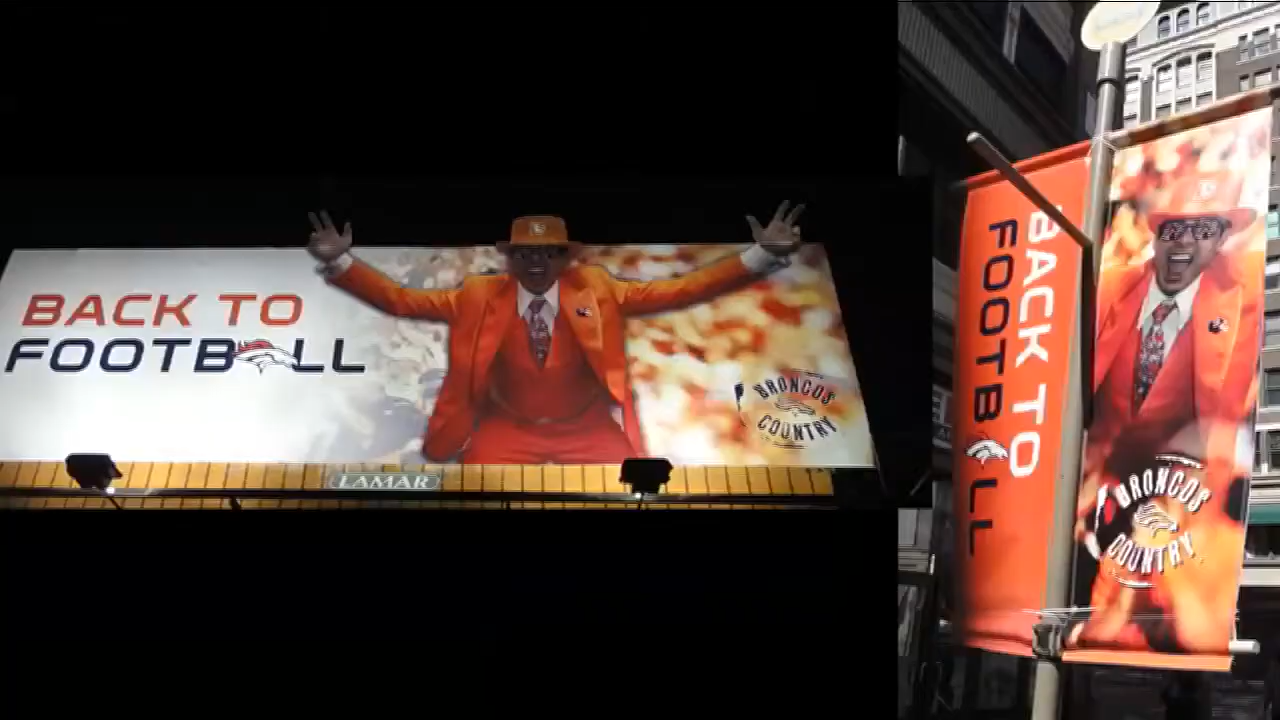 BACK TO
FOOTBALL
BRONCOS
COUNTRY
LAMAR
BACK TO
FOOTBALL
BRONCOS
COUNTRY